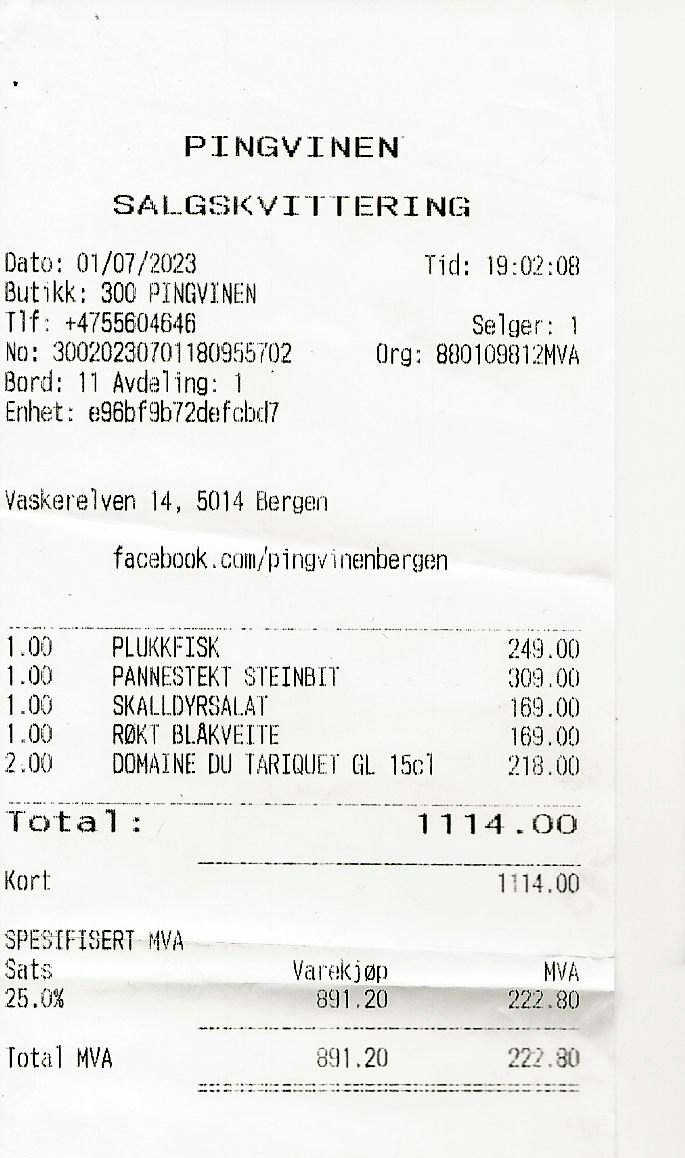 PINGVINEN
SALGSKVITTERING
Dato: 01/07/2023 Tid: 19:02:08
Butikk: 300 PINGVINEN
Tlf: +4755604646 Selger: 1
No: 30020230701180955702 Org: 880109812MVA
Bord: 11 Avdeling: 1
Enhet: e96bf9b72defcbd7
Vaskerelven 14, 5014 Bergen
facebook.com/pingvinenbergen
1.00 PLUKKFISK 249.00
1.00 PANNESTEKT STEINBIT 309.00
1.00 SKALLDYRSALAT 169.00
1.00 RØKT BLÅKVEITE 169.00
2.00 DOMAINE DU TARIQUET GL 15cl 218.00
Total: 1114.00
Kort 1114.00
SPESIFISERT MVA
Sats Varekjøp MVA
25.0% 891.20 222.80
Total MVA 891.20 222.80